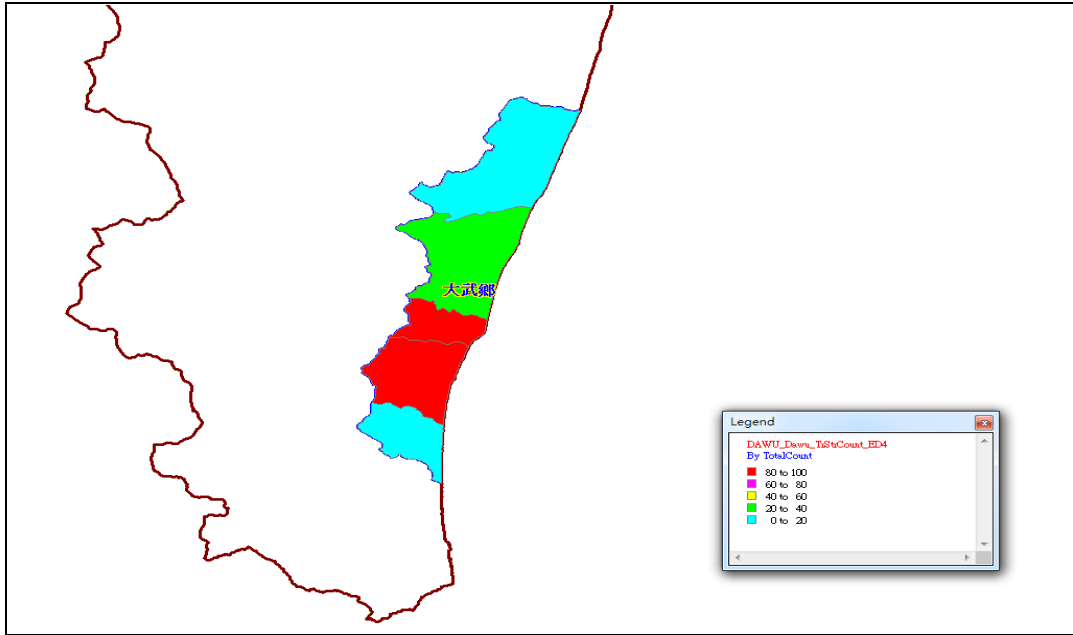 大武鄉
Legend
DAWU_Dawu_TrStrCount_ED4
By TotalCount
80 to 100
60 to 80
40 to 60
20 to 40
0 to 20